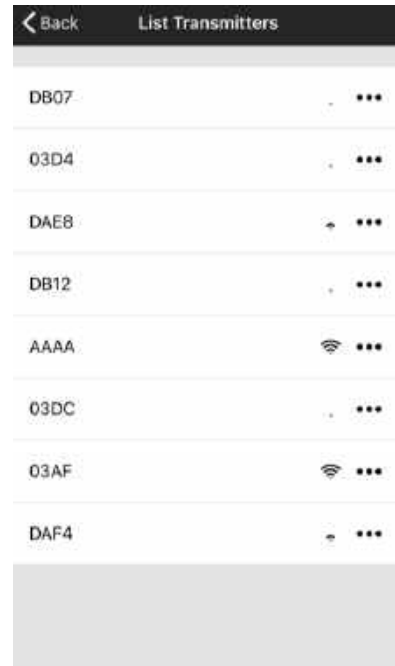 Back List Transmitters
DB07
03D4
DAE8
DB12
AAAA
03DC
03AF
DAF4